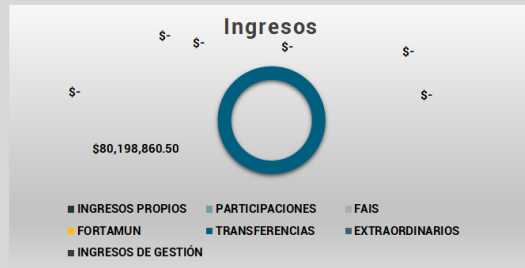 Ingresos
$-
$-
$-
$-
$-
$-
$80,198,860.50
INGRESOS PROPIOS
PARTICIPACIONES
FAIS
FORTAMUN
TRANSFERENCIAS
EXTRAORDINARIOS
INGRESOS DE GESTIÓN